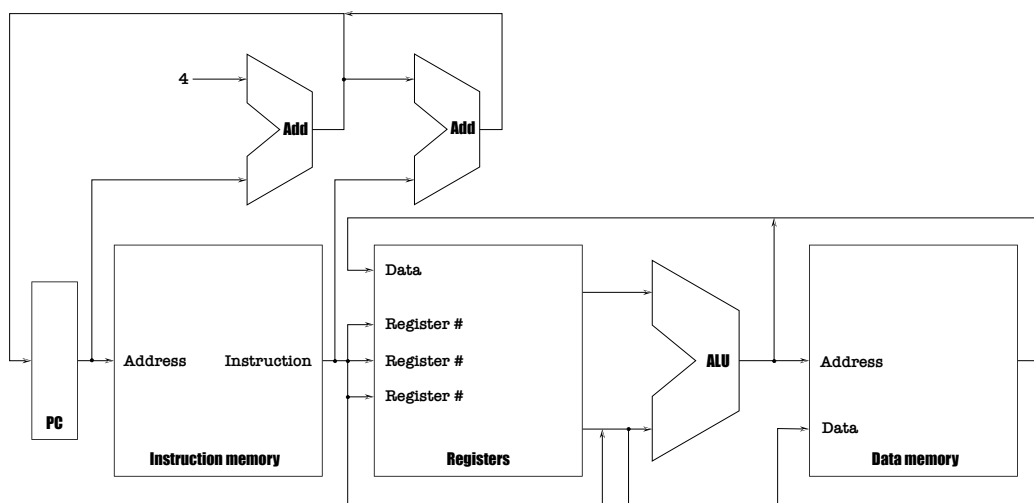 4
Add
Add
Data
Register #
Register #
Register #
Registers
PC
Address
Instruction
Instruction memory
ALU
Address
Data
Data memory